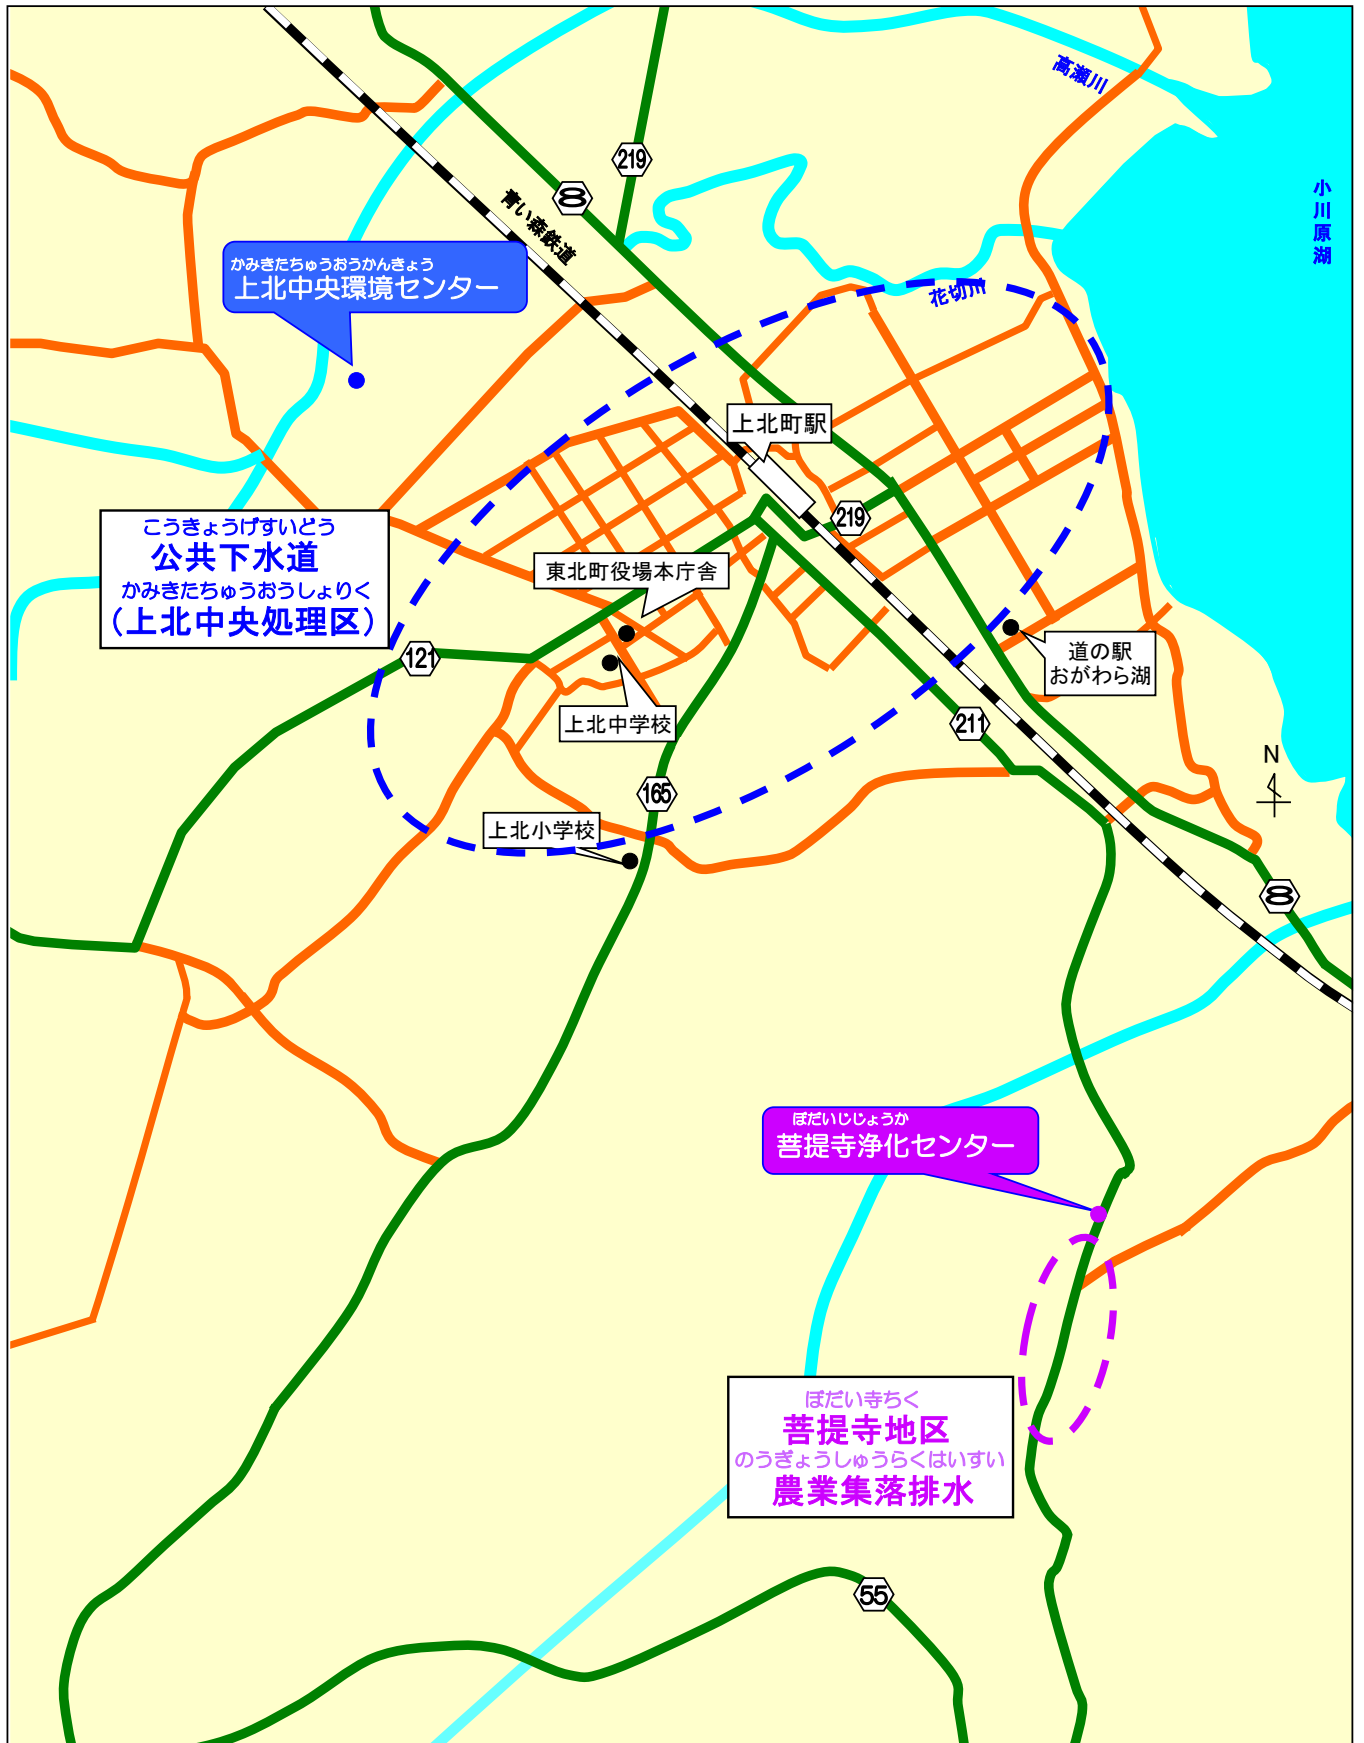 高瀬川
小川原湖
219
8
青い森鉄道
かみきたちゅうおうかんきょう
上北中央環境センター
花切川
上北町駅
こうきょうげすいどう
公共下水道
かみきたちゅうおうしょりく
(上北中央処理区)
219
東北町役場本庁舎
121
道の駅
おがわら湖
上北中学校
211
N
165
上北小学校
8
ぼだいじじょうか
菩提寺浄化センター
ぼだい寺ちく
菩提寺地区
のうぎょうしゅうらくはいすい
農業集落排水
55